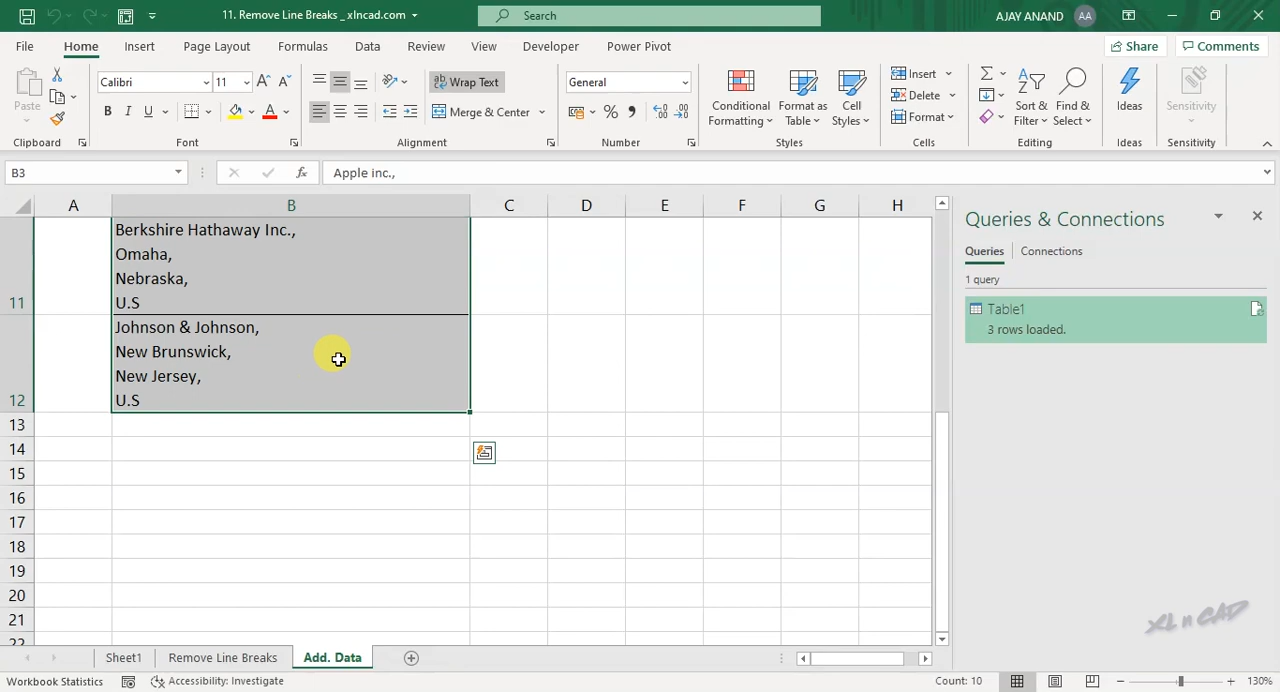 11. Remove Line Breaks _ xlncad.com
Search
AJAY ANAND
AA
File
Home
Insert
Page Layout
Formulas
Data
Review
View
Developer
Power Pivot
Share
Comments
Paste
Clipboard
Calibri
11
A
A
B
I
U
A
Font
Wrap Text
Merge & Center
Alignment
General
%
Number
Conditional
Formatting
Format as
Table
Cell
Styles
Styles
Insert
Delete
Format
Cells
Sort &
Filter
Find &
Select
Editing
Ideas
Ideas
Sensitivity
Sensitivity
B3
fx
Apple inc.,
A
B
C
D
E
F
G
H
Berkshire Hathaway Inc.,
Omaha,
Nebraska,
U.S
11
Johnson & Johnson,
New Brunswick,
New Jersey,
U.S
12
13
14
15
16
17
18
19
20
21
22
Queries & Connections
Queries
Connections
1 query
Table1
3 rows loaded.
XL n CAD
Sheet1
Remove Line Breaks
Add. Data
Workbook Statistics
Accessibility: Investigate
Count: 10
130%